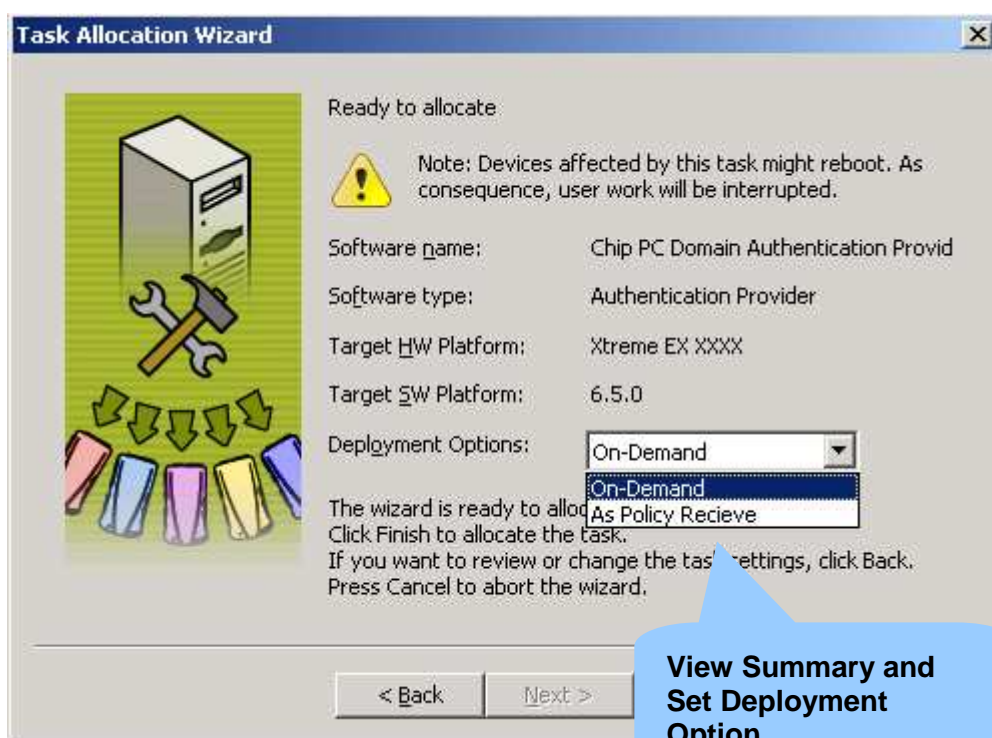 Task Allocation Wizard
Ready to allocate
Note: Devices affected by this task might reboot. As
consequence, user work will be interrupted.
Software name: Chip PC Domain Authentication Provid
Software type: Authentication Provider
Target HW Platform: Xtreme EX XXXX
Target SW Platform: 6.5.0
Deployment Options: On-Demand
On-Demand
As Policy Recieve
The wizard is ready to
Click Finish to allocate the task.
If you want to review or change the task settings, click Back.
Press Cancel to abort the wizard.
< Back Next >
View Summary and
Set Deployment
Option